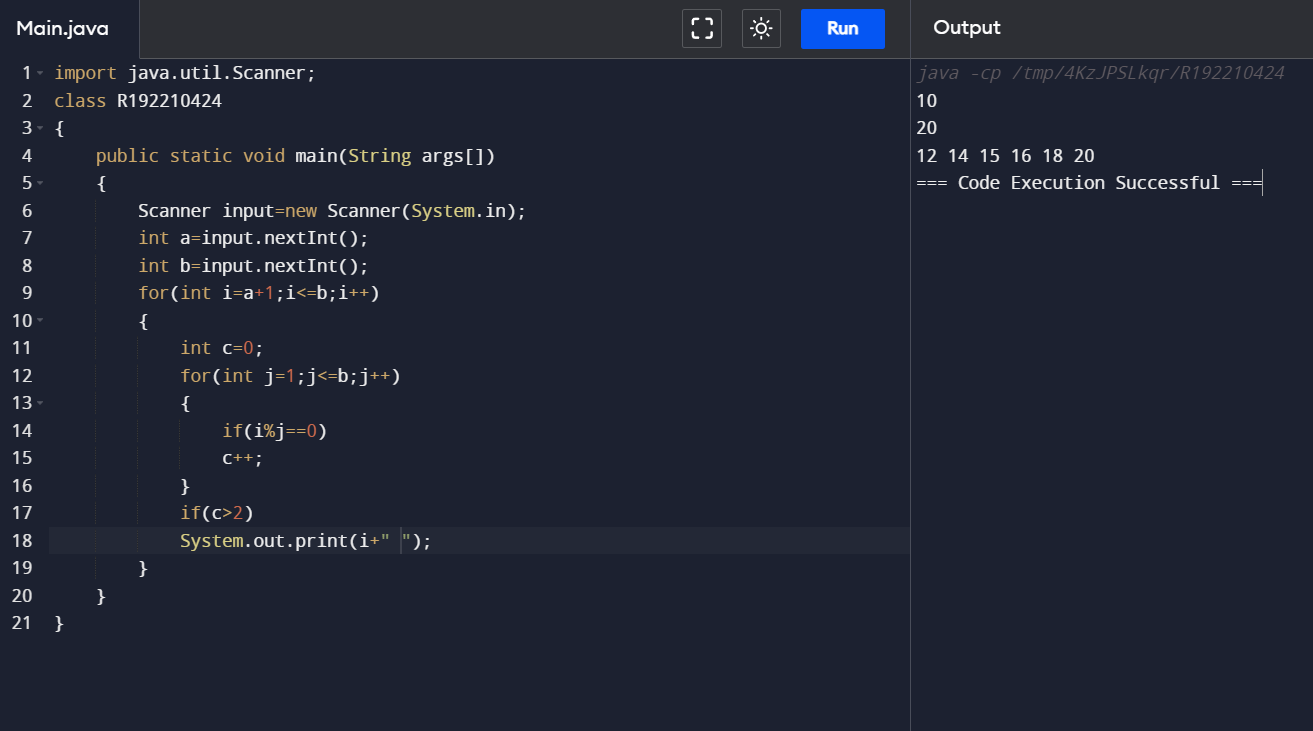 Main.java
Run
Output
1 import java.util.Scanner;
2 class R192210424
3 {
4     public static void main(String args[])
5     {
6         Scanner input=new Scanner(System.in);
7         int a=input.nextInt();
8         int b=input.nextInt();
9         for(int i=a+1;i<=b;i++)
10         {
11             int c=0;
12             for(int j=1;j<=b;j++)
13             {
14                 if(i%j==0)
15                 c++;
16             }
17             if(c>2)
18             System.out.print(i+" ");
19         }
20     }
21 }
java -cp /tmp/4KzJPSLkqr/R192210424
10
20
12 14 15 16 18 20
=== Code Execution Successful ===